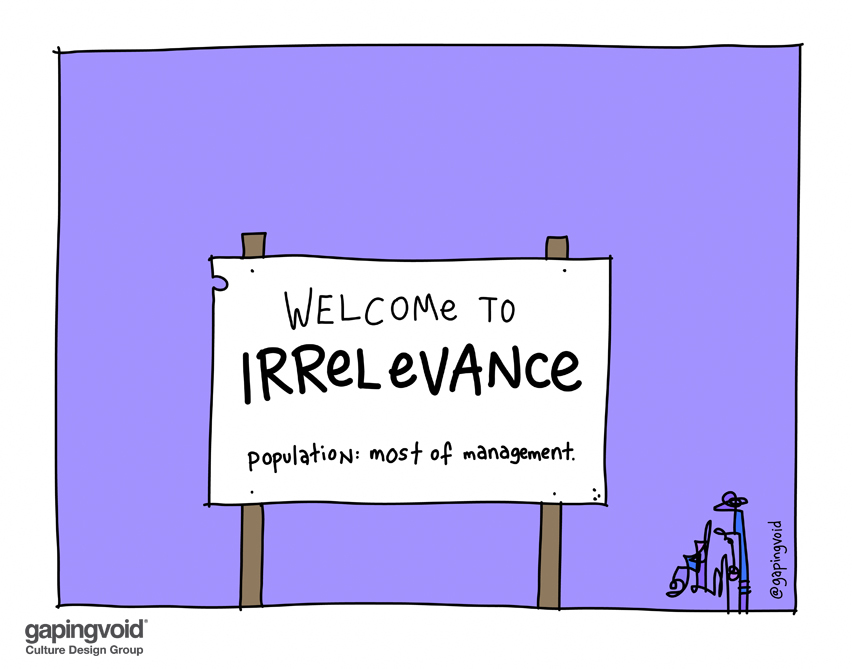 WELCOMe TO
IRReLeVANce
populatioN: most of management.
@gapingvoid
gapingvoid®
Culture Design Group